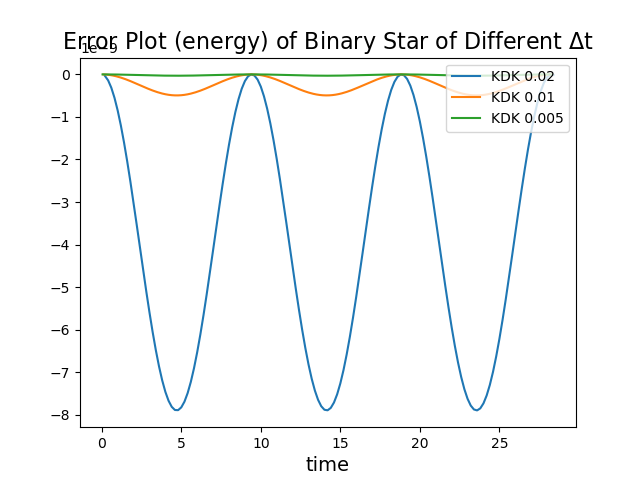 Error Plot (energy) of Binary Star of Different Δt
1e−9
KDK 0.02
KDK 0.01
KDK 0.005
0
−1
−2
−3
−4
−5
−6
−7
−8
0 5 10 15 20 25
time